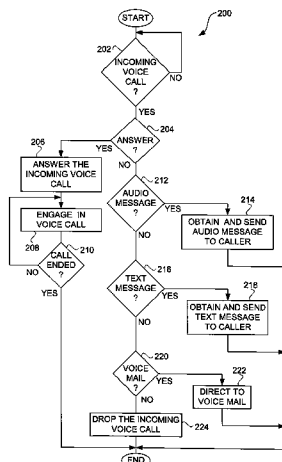 START
200
202
INCOMING
VOICE
CALL
?
NO
YES
204
ANSWER
?
YES
NO
206
ANSWER THE
INCOMING VOICE
CALL
212
AUDIO
MESSAGE
?
YES
NO
214
OBTAIN AND SEND
AUDIO MESSAGE
TO CALLER
ENGAGE IN
VOICE CALL
208
210
CALL
ENDED
?
NO
YES
216
TEXT
MESSAGE
?
YES
NO
218
OBTAIN AND SEND
TEXT MESSAGE
TO CALLER
220
VOICE
MAIL
?
YES
NO
222
DIRECT TO
VOICE MAIL
DROP THE INCOMING
VOICE CALL
224
END